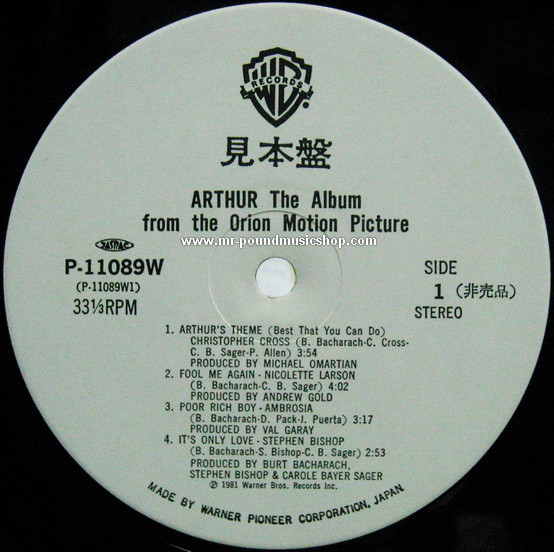 WB
RECORDS
見本盤
ARTHUR The Album
from the Orion Motion Picture
www.mr-poundmusicshop.com
JASRAC
P-11089W
(P-11089W1)
33⅓RPM
SIDE
1 (非売品)
STEREO
1. ARTHUR'S THEME (Best That You Can Do)
CHRISTOPHER CROSS (B. Bacharach-C. Cross-
C. B. Sager-P. Allen) 3:54
PRODUCED BY MICHAEL OMARTIAN
2. FOOL ME AGAIN - NICOLETTE LARSON
(B. Bacharach-C. B. Sager) 4:02
PRODUCED BY ANDREW GOLD
3. POOR RICH BOY - AMBROSIA
(B. Bacharach-D. Pack-J. Puerta) 3:17
PRODUCED BY VAL GARAY
4. IT'S ONLY LOVE - STEPHEN BISHOP
(B. Bacharach-S. Bishop-C. B. Sager) 2:53
PRODUCED BY BURT BACHARACH,
STEPHEN BISHOP & CAROLE BAYER SAGER
℗ 1981 Warner Bros. Records Inc.
MADE BY WARNER PIONEER CORPORATION, JAPAN.